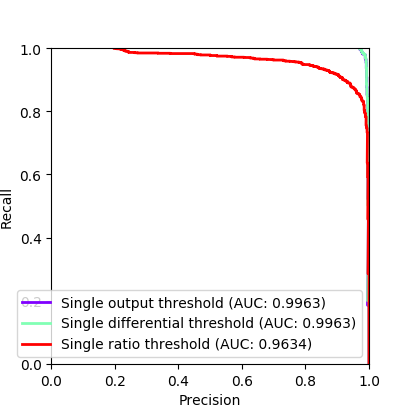 1.0
0.8
0.6
0.4
0.2
0.0
Recall
Single output threshold (AUC: 0.9963)
Single differential threshold (AUC: 0.9963)
Single ratio threshold (AUC: 0.9634)
0.0 0.2 0.4 0.6 0.8 1.0
Precision